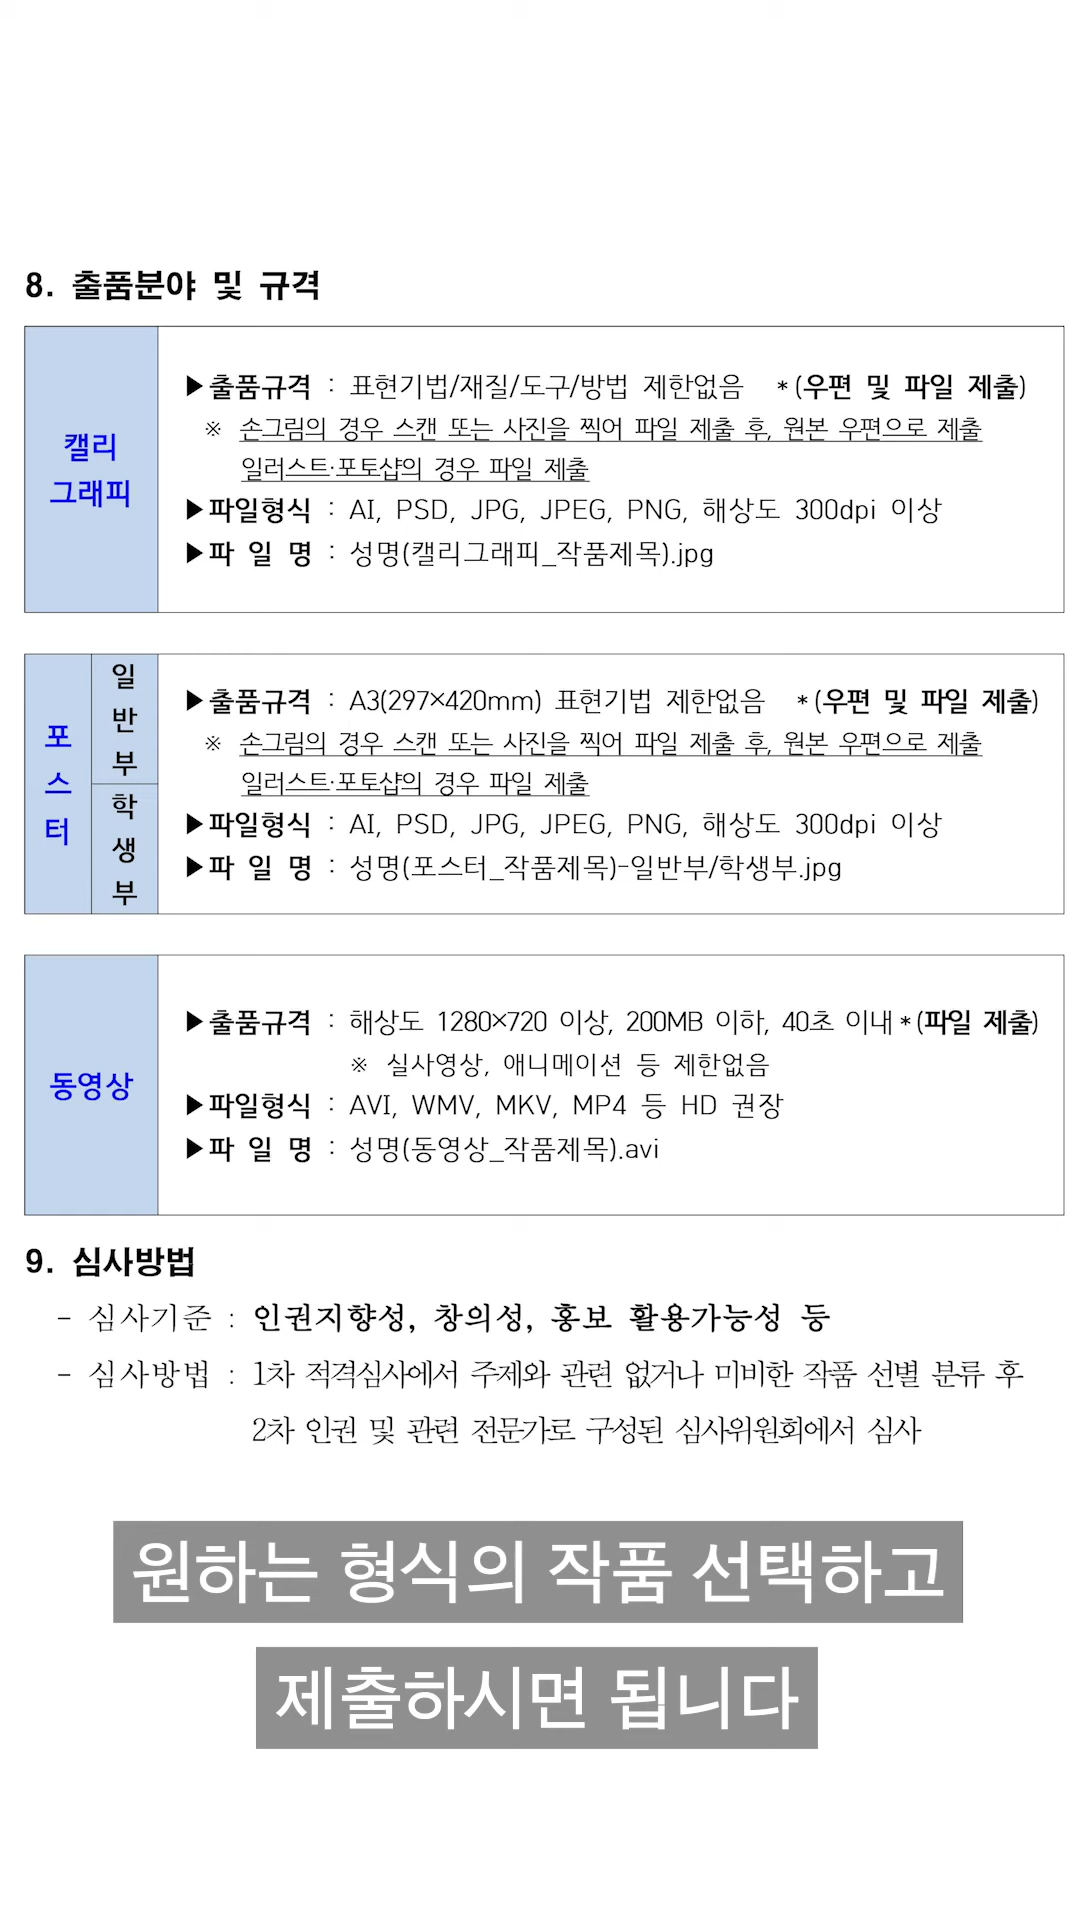 8. 출품분야 및 규격
캘리
그래피
▶출품규격 : 표현기법/재질/도구/방법 제한없음 *(우편 및 파일 제출)
※ 손그림의 경우 스캔 또는 사진을 찍어 파일 제출 후, 원본 우편으로 제출
일러스트·포토샵의 경우 파일 제출
▶파일형식 : AI, PSD, JPG, JPEG, PNG, 해상도 300dpi 이상
▶파 일 명 : 성명(캘리그래피_작품제목).jpg
포스터
일반부
학생부
▶출품규격 : A3(297×420mm) 표현기법 제한없음 *(우편 및 파일 제출)
※ 손그림의 경우 스캔 또는 사진을 찍어 파일 제출 후, 원본 우편으로 제출
일러스트·포토샵의 경우 파일 제출
▶파일형식 : AI, PSD, JPG, JPEG, PNG, 해상도 300dpi 이상
▶파 일 명 : 성명(포스터_작품제목)-일반부/학생부.jpg
동영상
▶출품규격 : 해상도 1280×720 이상, 200MB 이하, 40초 이내*(파일 제출)
※ 실사영상, 애니메이션 등 제한없음
▶파일형식 : AVI, WMV, MKV, MP4 등 HD 권장
▶파 일 명 : 성명(동영상_작품제목).avi
9. 심사방법
- 심사기준 : 인권지향성, 창의성, 홍보 활용가능성 등
- 심사방법 : 1차 적격심사에서 주제와 관련 없거나 미비한 작품 선별 분류 후
2차 인권 및 관련 전문가로 구성된 심사위원회에서 심사
원하는 형식의 작품 선택하고
제출하시면 됩니다